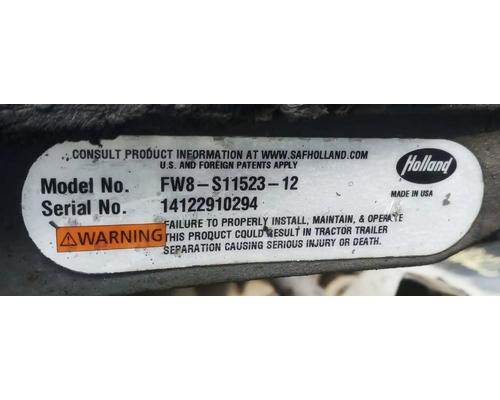 CONSULT PRODUCT INFORMATION AT WWW.SAFHOLLAND.COM
U.S. AND FOREIGN PATENTS APPLY
Holland
Model No. FW8-S11523-12
MADE IN USA
Serial No. 14122910294
⚠WARNING
FAILURE TO PROPERLY INSTALL, MAINTAIN, & OPERATE
THIS PRODUCT COULD RESULT IN TRACTOR TRAILER
SEPARATION CAUSING SERIOUS INJURY OR DEATH.